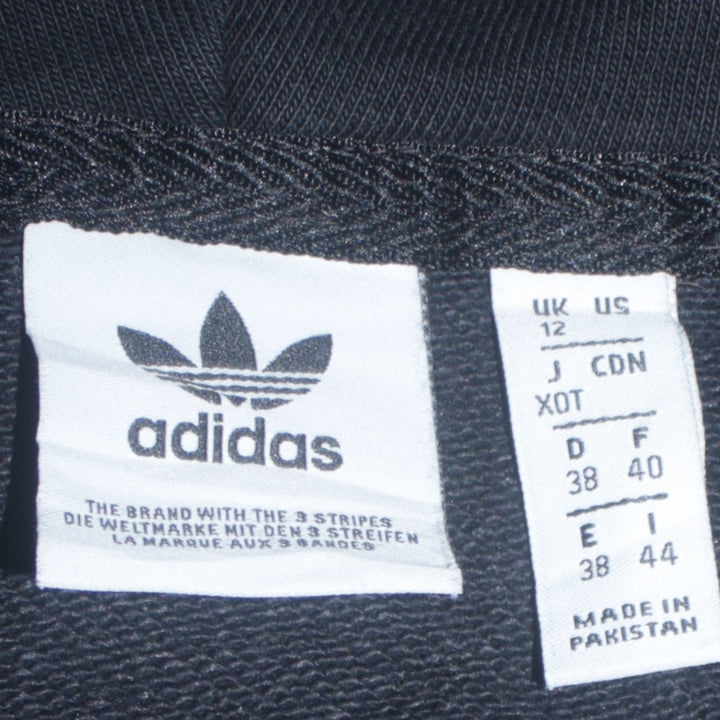 adidas
THE BRAND WITH THE 3 STRIPES
DIE WELTMARKE MIT DEN 3 STREIFEN
LA MARQUE AUX 3 BANDES
UK US
12
J CDN
XOT
D F
38 40
E I
38 44
MADE IN
PAKISTAN